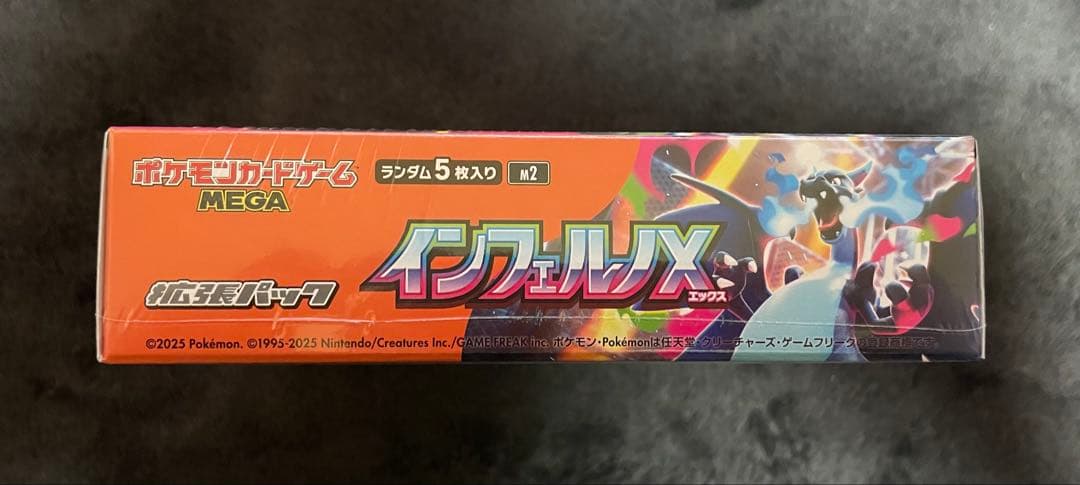 ポケモンカードゲーム
MEGA
ランダム5枚入り M2
インフェルノX
エックス
拡張パック
©2025 Pokémon. ©1995-2025 Nintendo/Creatures Inc./GAME FREAK inc. ポケモン・Pokémonは任天堂・クリーチャーズ・ゲームフリークの登録商標です。